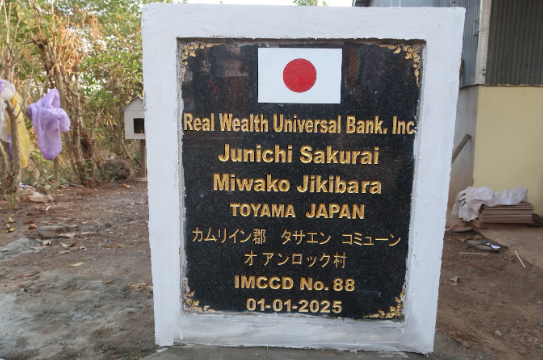 Real Wealth Universal Bank. Inc
Junichi Sakurai
Miwako Jikibara
TOYAMA JAPAN
カムリイン郡 タサエン コミューン
オ アンロック村
IMCCD No. 88
01-01-2025